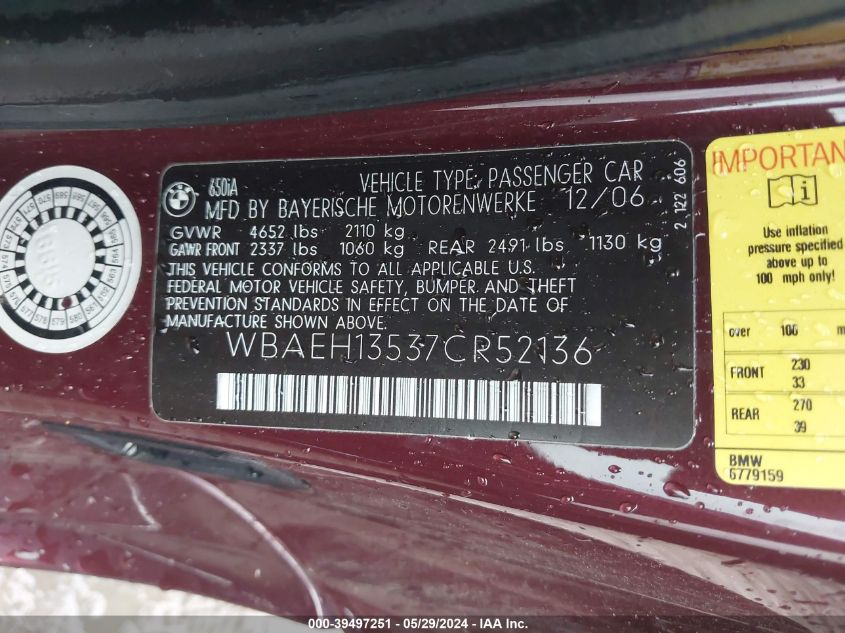 650iA
VEHICLE TYPE: PASSENGER CAR
MFD BY BAYERISCHE MOTORENWERKE 12/06
GVWR 4652 lbs 2110 kg
GAWR FRONT 2337 lbs 1060 kg REAR 2491 lbs 1130 kg
THIS VEHICLE CONFORMS TO ALL APPLICABLE U.S.
FEDERAL MOTOR VEHICLE SAFETY, BUMPER AND THEFT
PREVENTION STANDARDS IN EFFECT ON THE DATE OF
MANUFACTURE SHOWN ABOVE.
WBAEH13537CR52136
2 122 606
IMPORTAN
i
Use inflation
pressure specified
above up to
100 mph only!
over 100 m
FRONT 230
33
REAR 270
39
BMW
6779159
IAAI-39497251 - 05/29/2024 - IAA Inc.